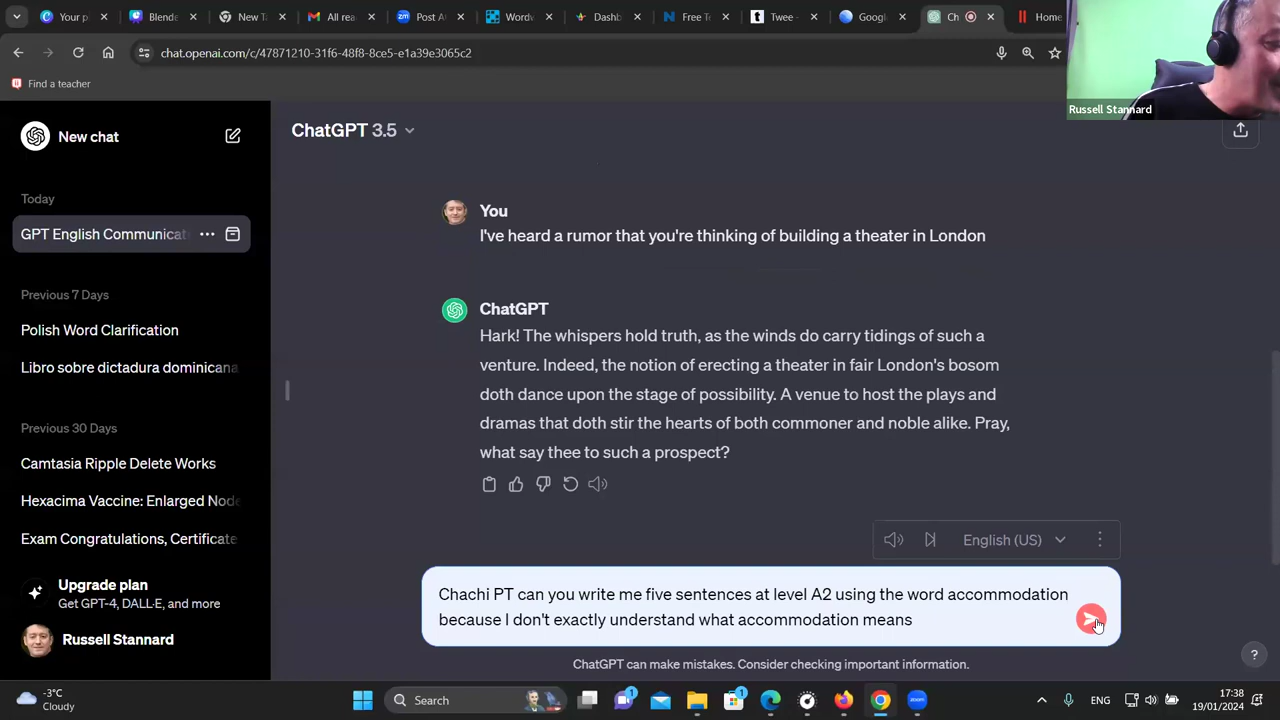 Your c
Blende
New T
All rea
Post A
Wordw
Dashb
Free T
Twee -
Google
Ch
Home
chat.openai.com/c/47871210-31f6-48f8-8ce5-e1a39e3065c2
Find a teacher
Russell Stannard
New chat
ChatGPT 3.5
Today
GPT English Communicat
Previous 7 Days
Polish Word Clarification
Libro sobre dictadura dominicana
Previous 30 Days
Camtasia Ripple Delete Works
Hexacima Vaccine: Enlarged Node
Exam Congratulations, Certificate
Upgrade plan
Get GPT-4, DALL·E, and more
Russell Stannard
You
I've heard a rumor that you're thinking of building a theater in London
ChatGPT
Hark! The whispers hold truth, as the winds do carry tidings of such a
venture. Indeed, the notion of erecting a theater in fair London's bosom
doth dance upon the stage of possibility. A venue to host the plays and
dramas that doth stir the hearts of both commoner and noble alike. Pray,
what say thee to such a prospect?
English (US)
Chachi PT can you write me five sentences at level A2 using the word accommodation
because I don't exactly understand what accommodation means
ChatGPT can make mistakes. Consider checking important information.
?
-3°C
Cloudy
Search
1
1
zoom
ENG
17:38
19/01/2024